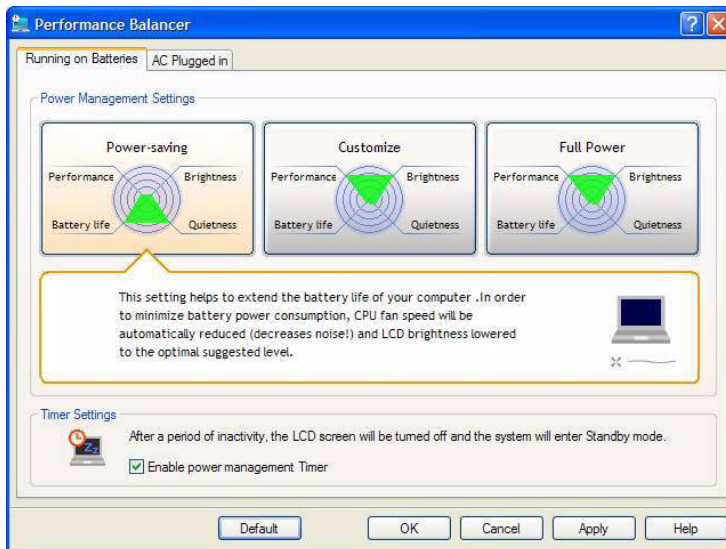 Performance Balancer
Running on Batteries
AC Plugged in
Power Management Settings
Power-saving
Performance
Brightness
Battery life
Quietness
Customize
Performance
Brightness
Battery life
Quietness
Full Power
Performance
Brightness
Battery life
Quietness
This setting helps to extend the battery life of your computer .In order
to minimize battery power consumption, CPU fan speed will be
automatically reduced (decreases noise!) and LCD brightness lowered
to the optimal suggested level.
Timer Settings
After a period of inactivity, the LCD screen will be turned off and the system will enter Standby mode.
Enable power management Timer
Default
OK
Cancel
Apply
Help